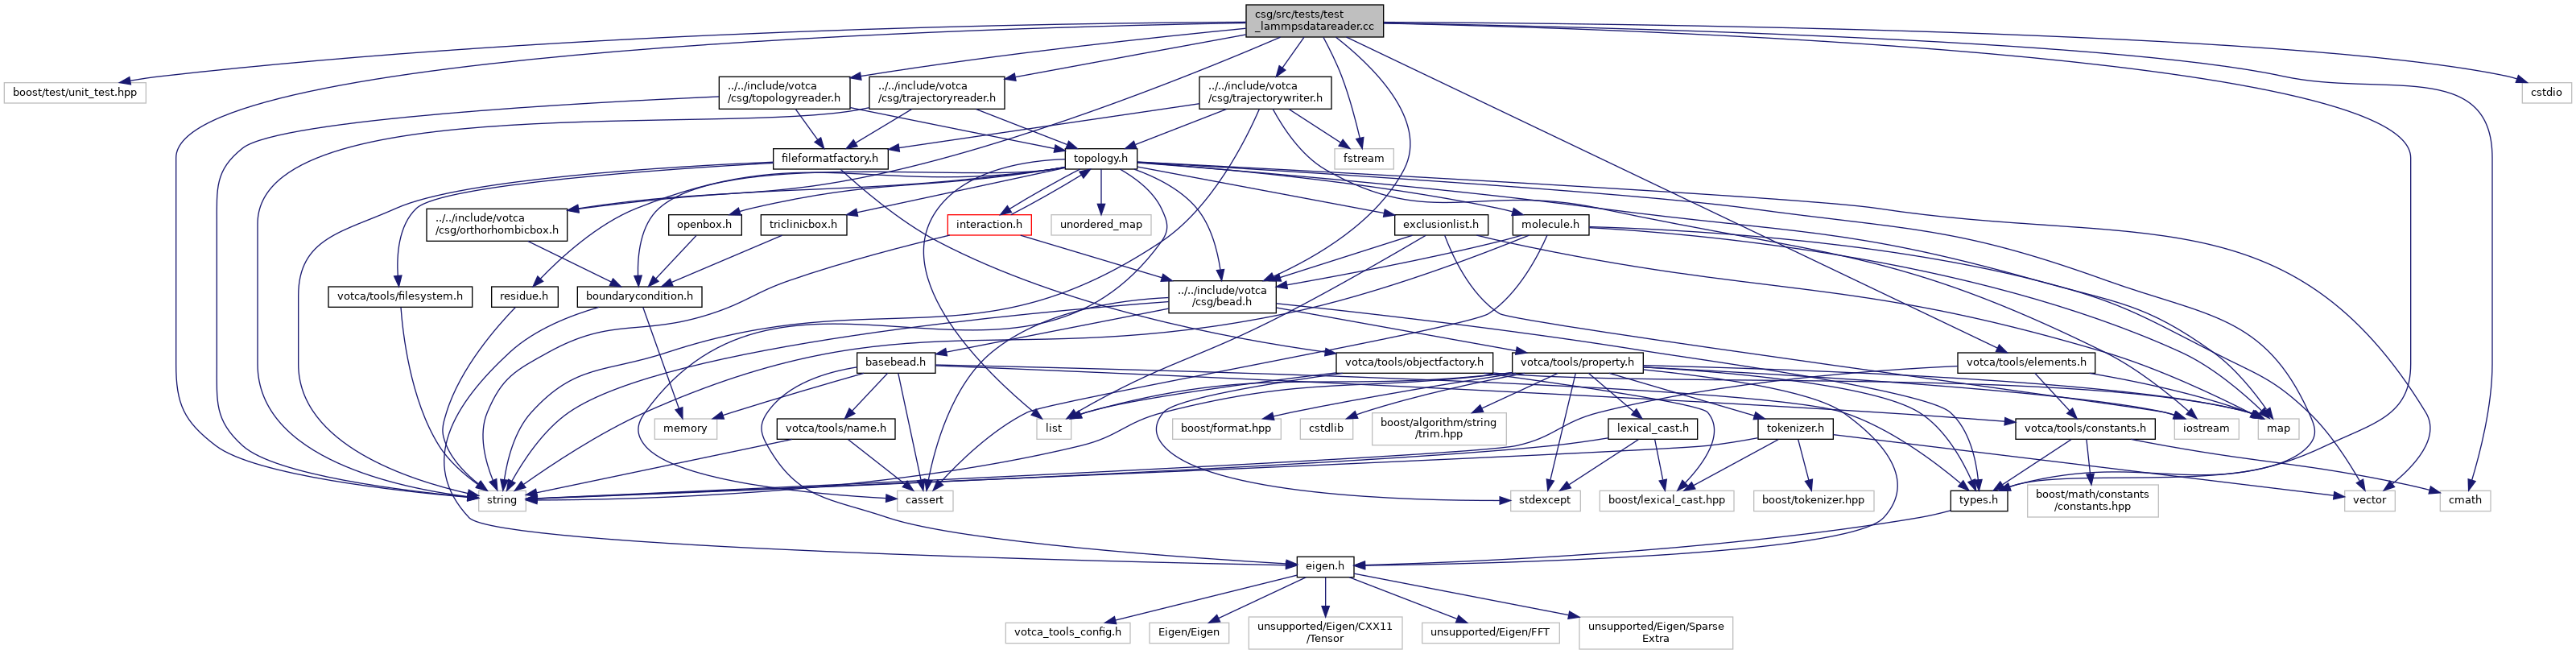 csg/src/tests/test
_lammpsdatareader.cc
boost/test/unit_test.hpp
../../include/votca
/csg/topologyreader.h
../../include/votca
/csg/trajectoryreader.h
../../include/votca
/csg/trajectorywriter.h
cstdio
fileformatfactory.h
topology.h
fstream
../../include/votca
/csg/orthorhombicbox.h
openbox.h
triclinicbox.h
interaction.h
unordered_map
exclusionlist.h
molecule.h
votca/tools/filesystem.h
residue.h
boundarycondition.h
../../include/votca
/csg/bead.h
basebead.h
votca/tools/objectfactory.h
votca/tools/property.h
votca/tools/elements.h
memory
votca/tools/name.h
list
boost/format.hpp
cstdlib
boost/algorithm/string
/trim.hpp
lexical_cast.h
tokenizer.h
votca/tools/constants.h
iostream
map
string
cassert
stdexcept
boost/lexical_cast.hpp
boost/tokenizer.hpp
types.h
boost/math/constants
/constants.hpp
vector
cmath
eigen.h
votca_tools_config.h
Eigen/Eigen
unsupported/Eigen/CXX11
/Tensor
unsupported/Eigen/FFT
unsupported/Eigen/Sparse
Extra